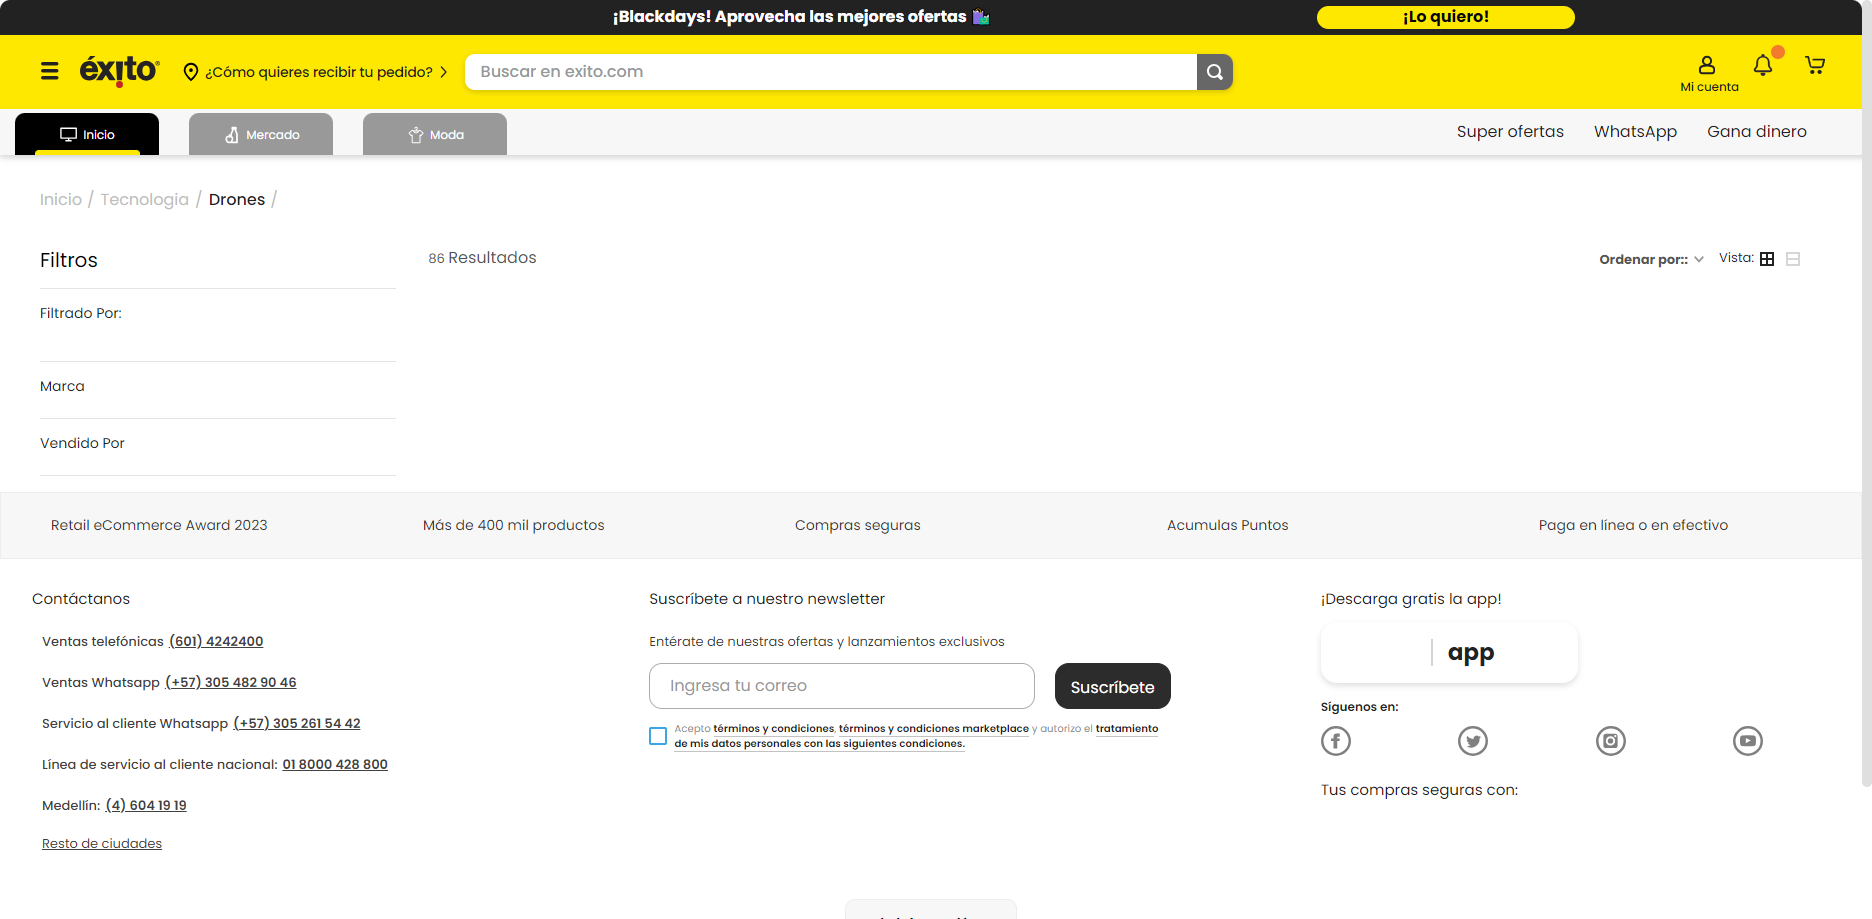 ¡Blackdays! Aprovecha las mejores ofertas
¡Lo quiero!
éxito
¿Cómo quieres recibir tu pedido?
Buscar en exito.com
Mi cuenta
Inicio
Mercado
Moda
Super ofertas
WhatsApp
Gana dinero
Inicio / Tecnologia / Drones /
Filtros
86 Resultados
Ordenar por::
Vista:
Filtrado Por:
Marca
Vendido Por
Retail eCommerce Award 2023
Más de 400 mil productos
Compras seguras
Acumulas Puntos
Paga en línea o en efectivo
Contáctanos
Ventas telefónicas (601) 4242400
Ventas Whatsapp (+57) 305 482 90 46
Servicio al cliente Whatsapp (+57) 305 261 54 42
Línea de servicio al cliente nacional: 01 8000 428 800
Medellín: (4) 604 19 19
Resto de ciudades
Suscríbete a nuestro newsletter
Entérate de nuestras ofertas y lanzamientos exclusivos
Ingresa tu correo
Suscríbete
Acepto términos y condiciones, términos y condiciones marketplace y autorizo el tratamiento
de mis datos personales con las siguientes condiciones.
¡Descarga gratis la app!
app
Síguenos en:
Tus compras seguras con: